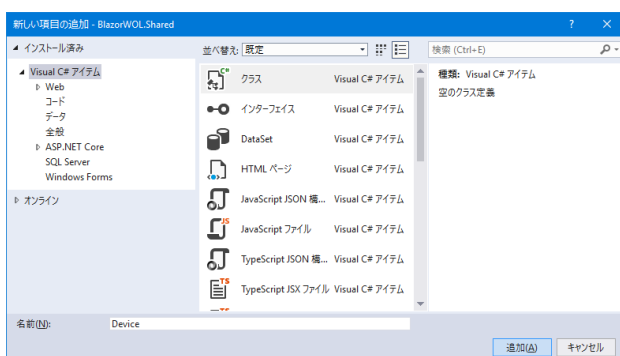 新しい項目の追加 - BlazorWOL.Shared ? ×
インストール済み
並べ替え: 既定
検索 (Ctrl+E)
Visual C# アイテム
Web
コード
データ
全般
ASP.NET Core
SQL Server
Windows Forms
オンライン
C# クラス Visual C# アイテム
インターフェイス Visual C# アイテム
DataSet Visual C# アイテム
HTML ページ Visual C# アイテム
JavaScript JSON 構... Visual C# アイテム
JS JavaScript ファイル Visual C# アイテム
TypeScript JSON 構... Visual C# アイテム
TS TypeScript JSX ファイル Visual C# アイテム
TS
種類: Visual C# アイテム
空のクラス定義
名前(N): Device
追加(A) キャンセル